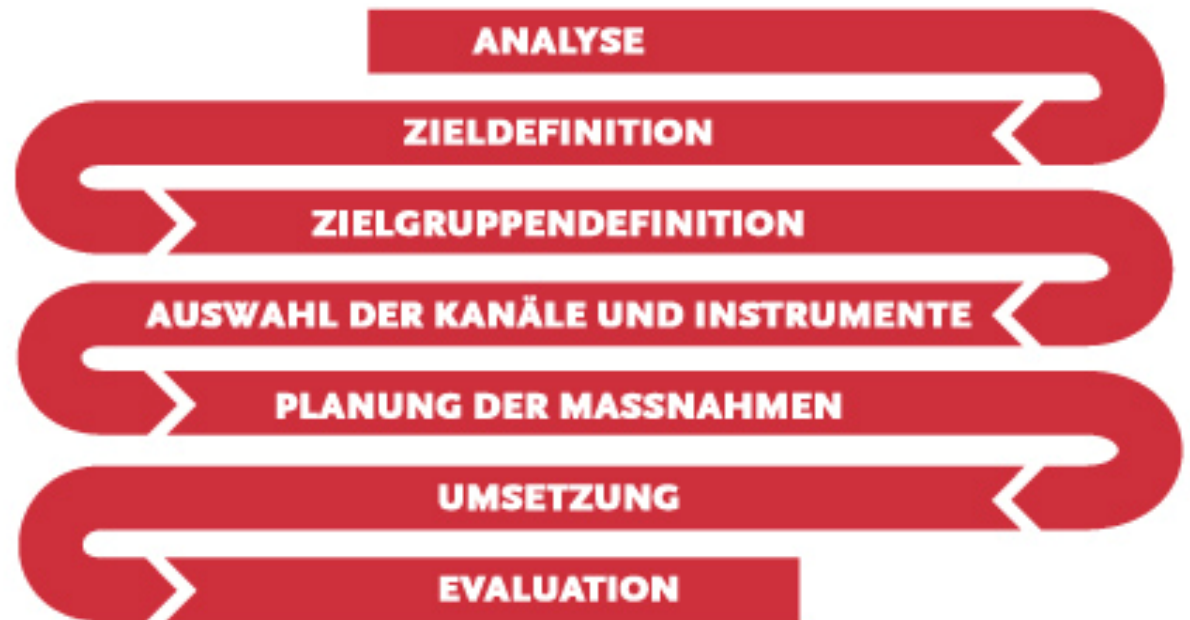 ANALYSE
ZIELDEFINITION
ZIELGRUPPENDEFINITION
AUSWAHL DER KANÄLE UND INSTRUMENTE
PLANUNG DER MASSNAHMEN
UMSETZUNG
EVALUATION